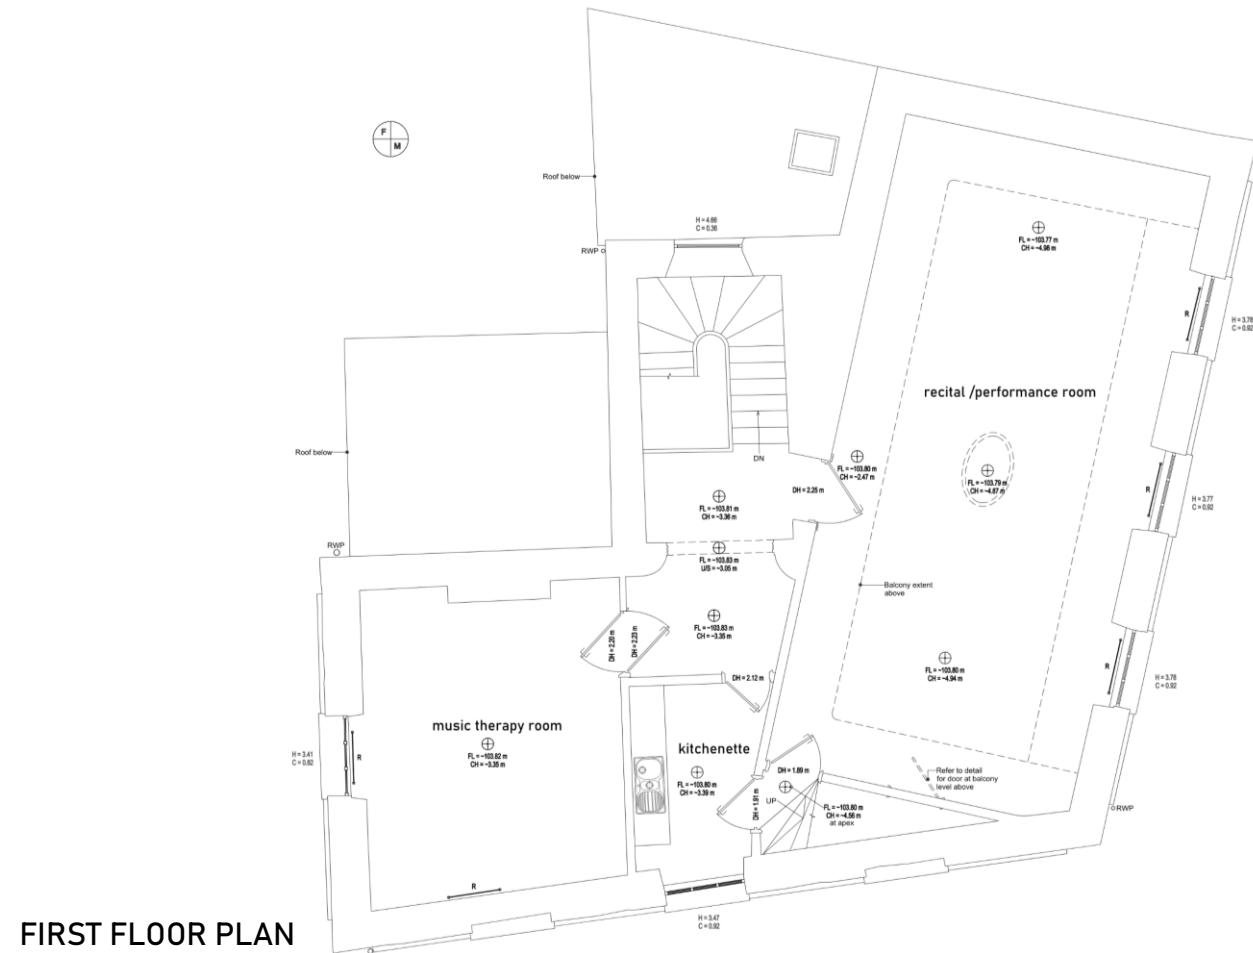 F
M
Roof below
H = 4.66
C = 0.36
RWP
FL = ~103.77 m
CH = ~4.98 m
R
H = 3.78
C = 0.92
recital /performance room
Roof below
DN
FL = ~103.80 m
CH = ~2.47 m
FL = ~103.79 m
CH = ~4.87 m
DH = 2.25 m
R
H = 3.77
C = 0.92
FL = ~103.81 m
CH = ~3.36 m
RWP
FL = ~103.83 m
U/S = ~3.05 m
Balcony extent
above
FL = ~103.83 m
CH = ~3.35 m
DH = 2.20 m
DH = 2.23 m
FL = ~103.80 m
CH = ~4.94 m
R
H = 3.78
C = 0.92
DH = 2.12 m
music therapy room
FL = ~103.82 m
CH = ~3.35 m
kitchenette
FL = ~103.80 m
CH = ~3.39 m
H = 3.41
C = 0.82
R
DH = 1.89 m
Refer to detail
for door at balcony
level above
UP
DH = 1.91 m
FL = ~103.80 m
CH = ~4.56 m
at apex
RWP
R
H = 3.47
C = 0.92
FIRST FLOOR PLAN